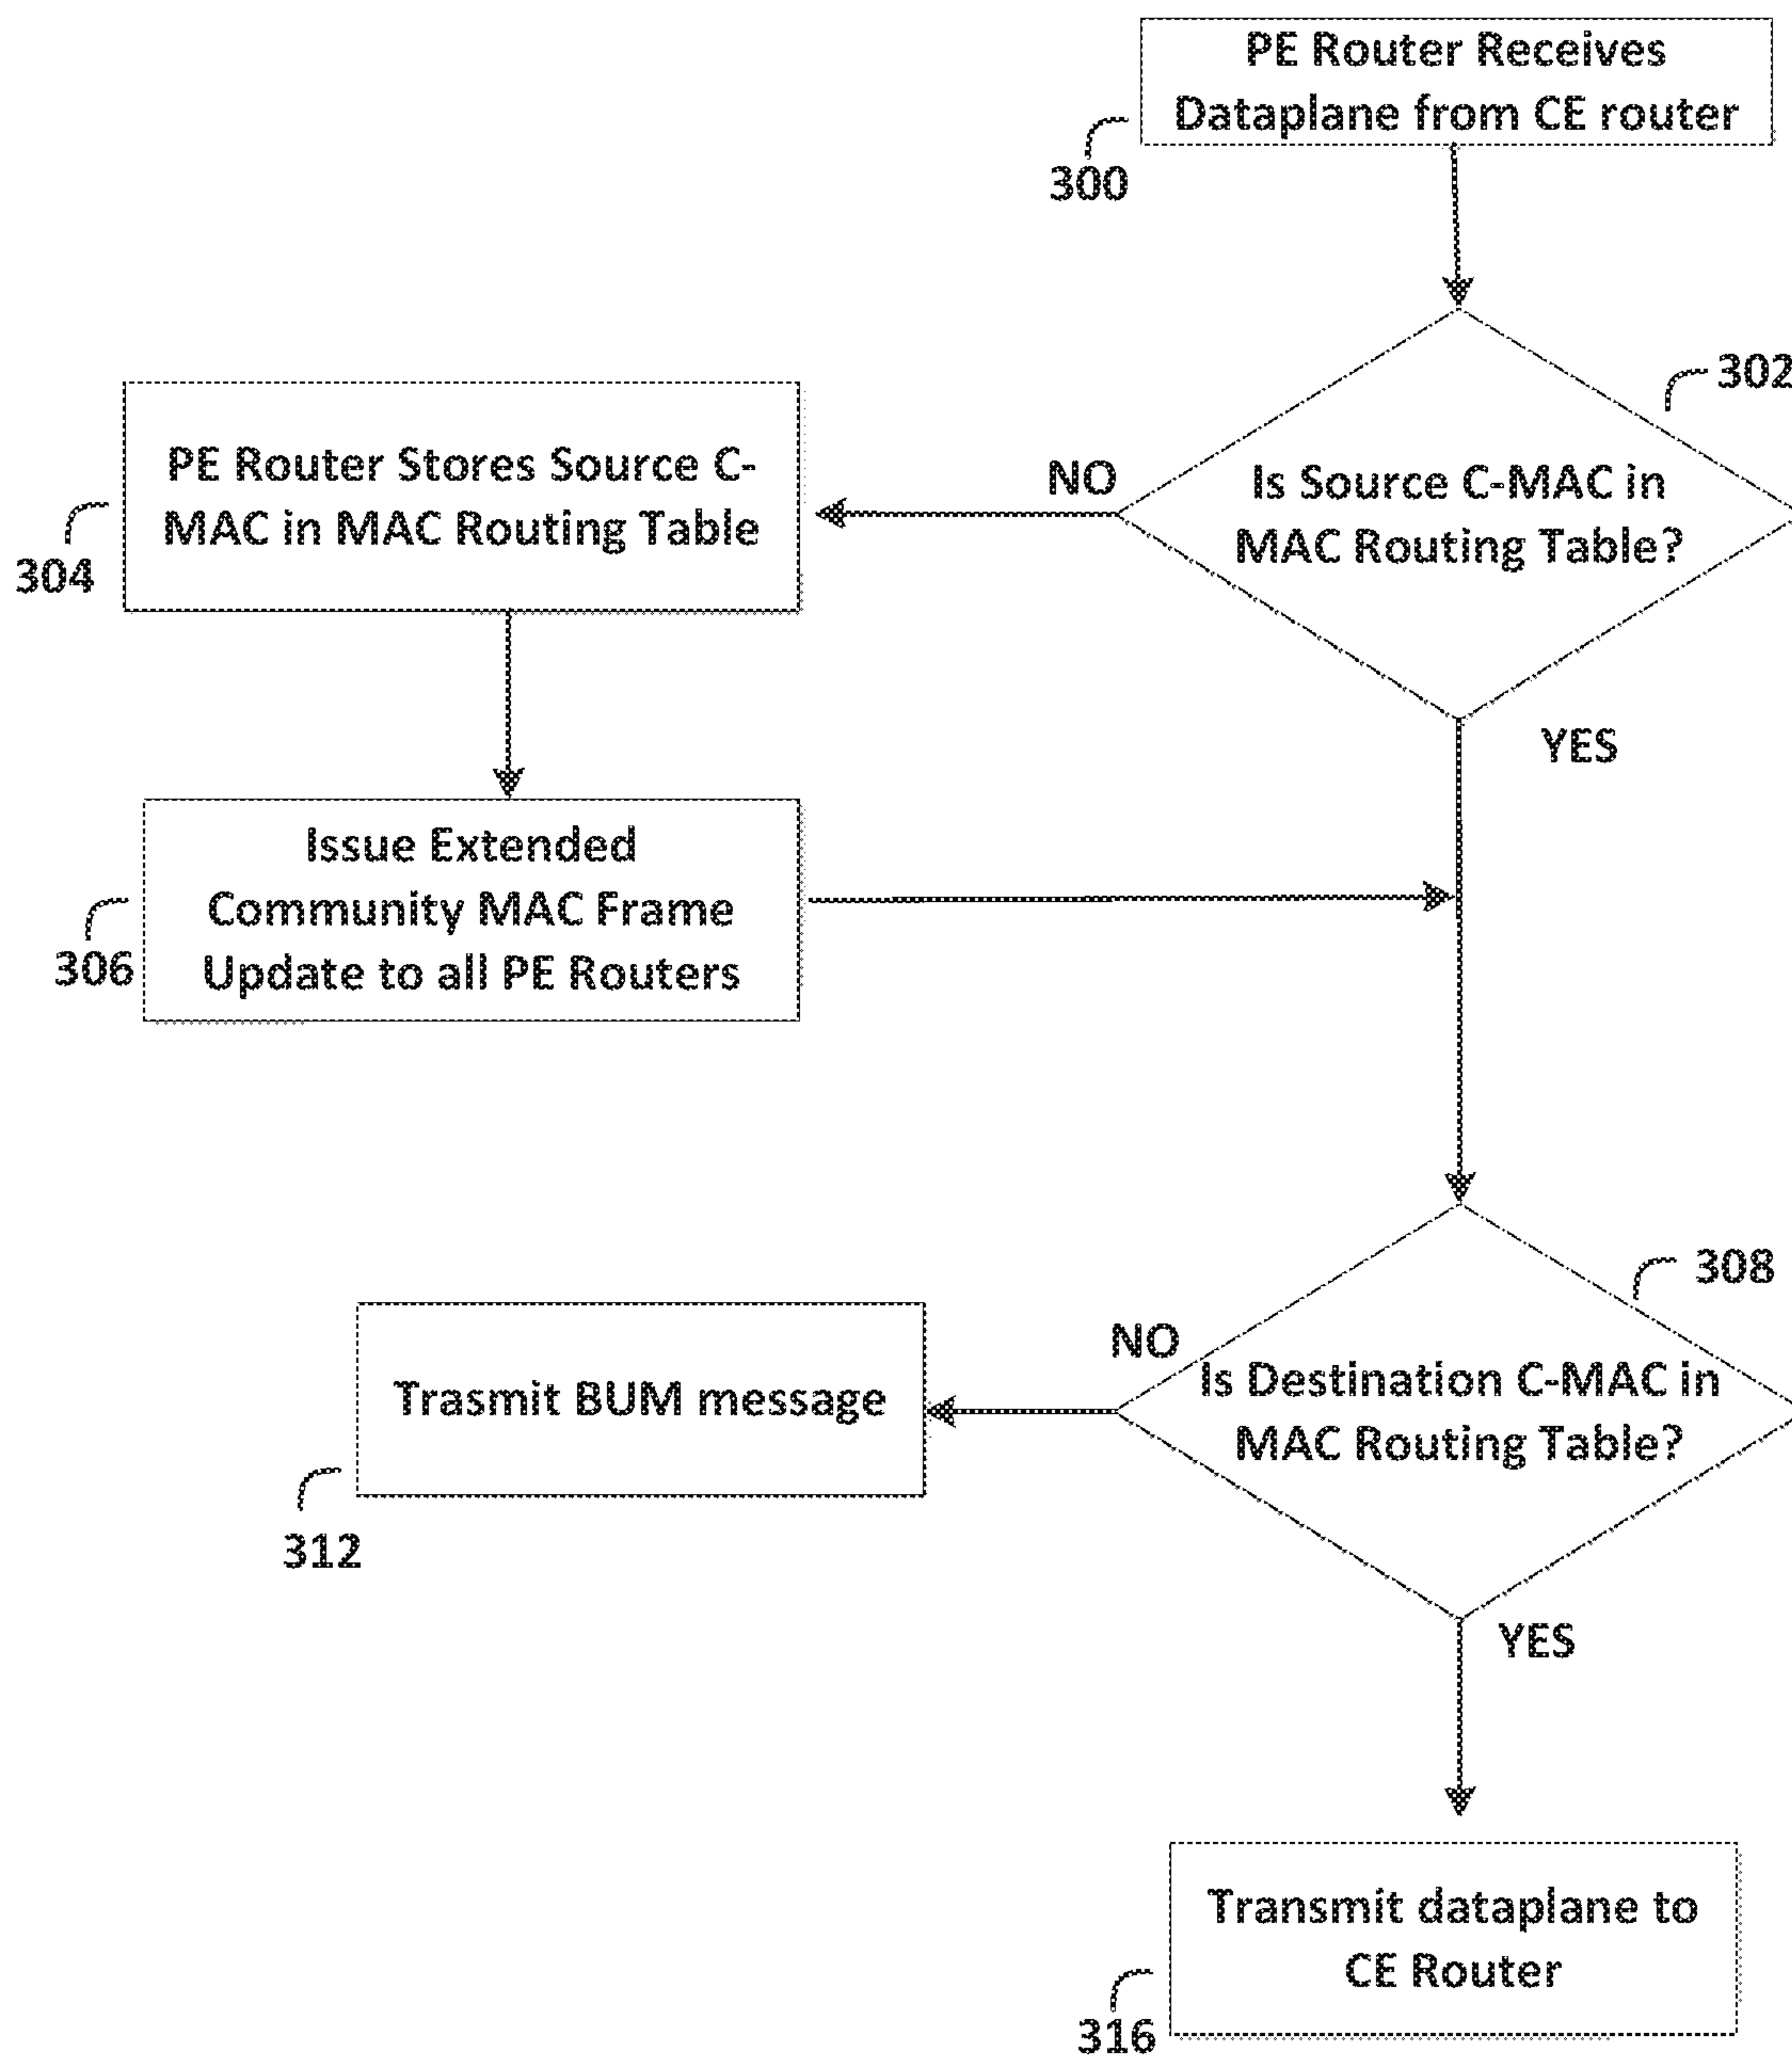 PE Router Receives
Dataplane from CE router
300
302
Is Source C-MAC in
MAC Routing Table?
NO
YES
PE Router Stores Source C-
MAC in MAC Routing Table
304
Issue Extended
Community MAC Frame
Update to all PE Routers
306
308
Is Destination C-MAC in
MAC Routing Table?
NO
YES
Trasmit BUM message
312
Transmit dataplane to
CE Router
316